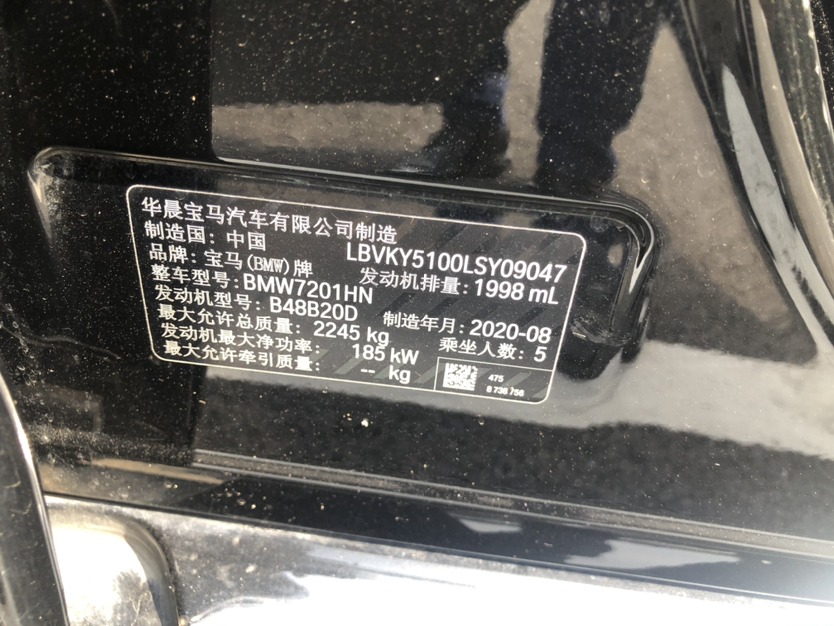 华晨宝马汽车有限公司制造
制造国：中国 LBVKY5100LSY09047
品牌：宝马(BMW)牌 发动机排量：1998 mL
整车型号：BMW7201HN
发动机型号：B48B20D 制造年月：2020-08
最大允许总质量： 2245 kg 乘坐人数：5
发动机最大净功率： 185 kW
最大允许牵引质量： -- kg
475
8 736 756